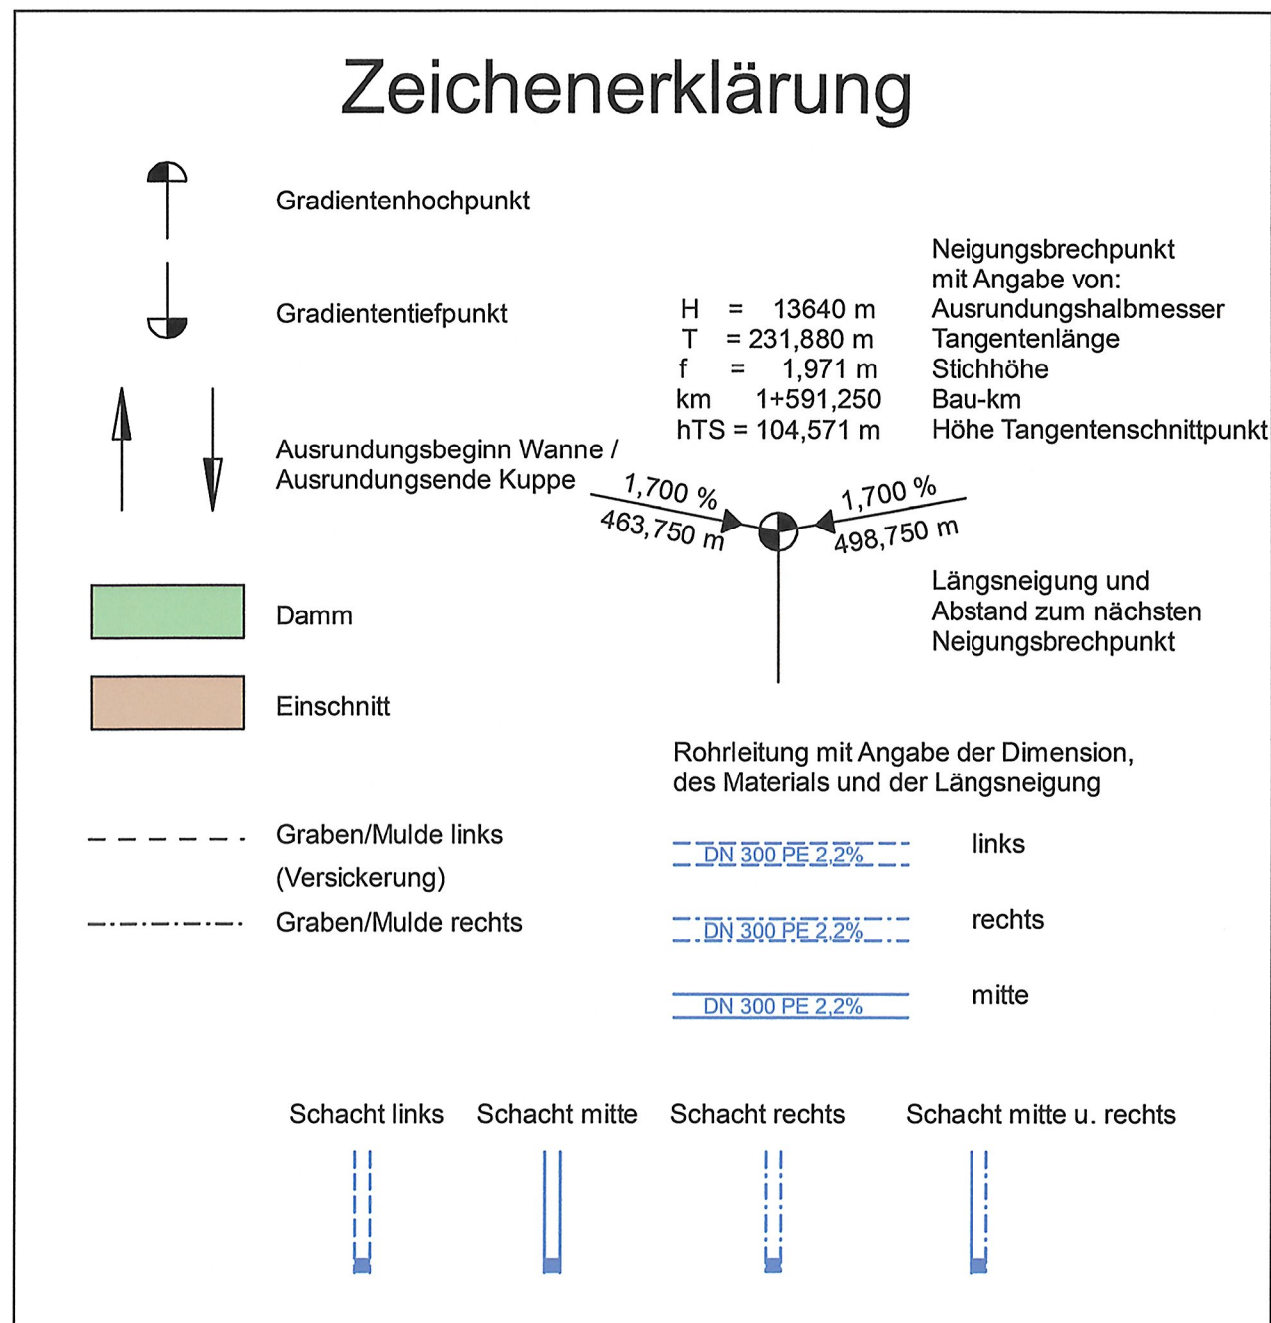 Zeichenerklärung
Gradientenhochpunkt
Gradiententiefpunkt
Ausrundungsbeginn Wanne /
Ausrundungsende Kuppe
Damm
Einschnitt
Graben/Mulde links
(Versickerung)
Graben/Mulde rechts
Neigungsbrechpunkt
mit Angabe von:
H = 13640 m Ausrundungshalbmesser
T = 231,880 m Tangentenlänge
f = 1,971 m Stichhöhe
km 1+591,250 Bau-km
hTS = 104,571 m Höhe Tangentenschnittpunkt
1,700 %
463,750 m
1,700 %
498,750 m
Längsneigung und
Abstand zum nächsten
Neigungsbrechpunkt
Rohrleitung mit Angabe der Dimension,
des Materials und der Längsneigung
DN 300 PE 2,2% links
DN 300 PE 2,2% rechts
DN 300 PE 2,2% mitte
Schacht links Schacht mitte Schacht rechts Schacht mitte u. rechts